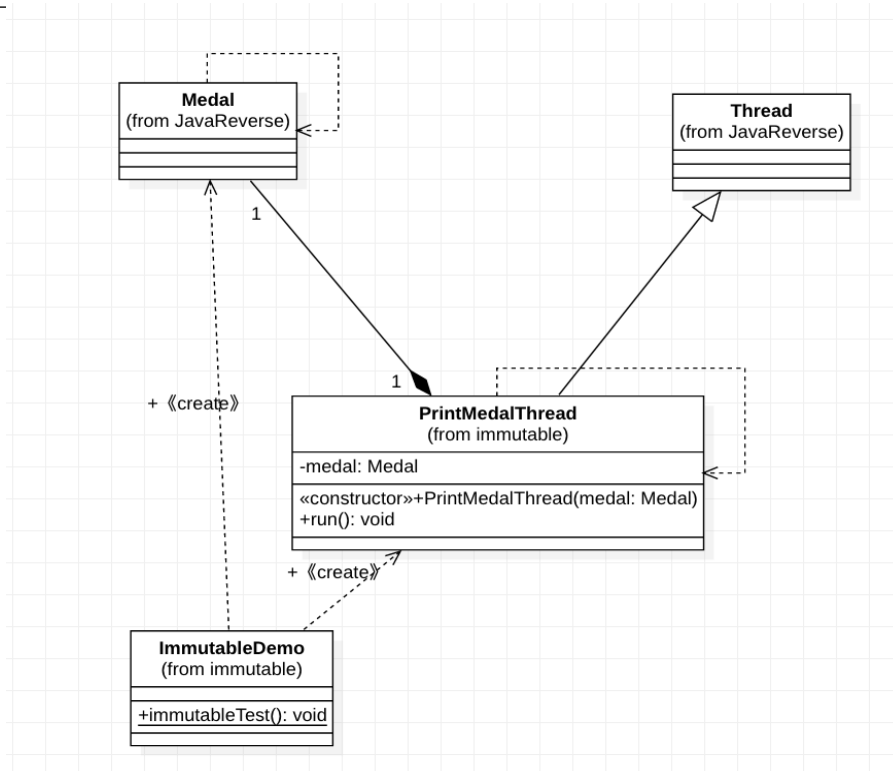 Medal
(from JavaReverse)
Thread
(from JavaReverse)
1
1
+《create》
PrintMedalThread
(from immutable)
-medal: Medal
«constructor»+PrintMedalThread(medal: Medal)
+run(): void
+《create》
ImmutableDemo
(from immutable)
+immutableTest(): void